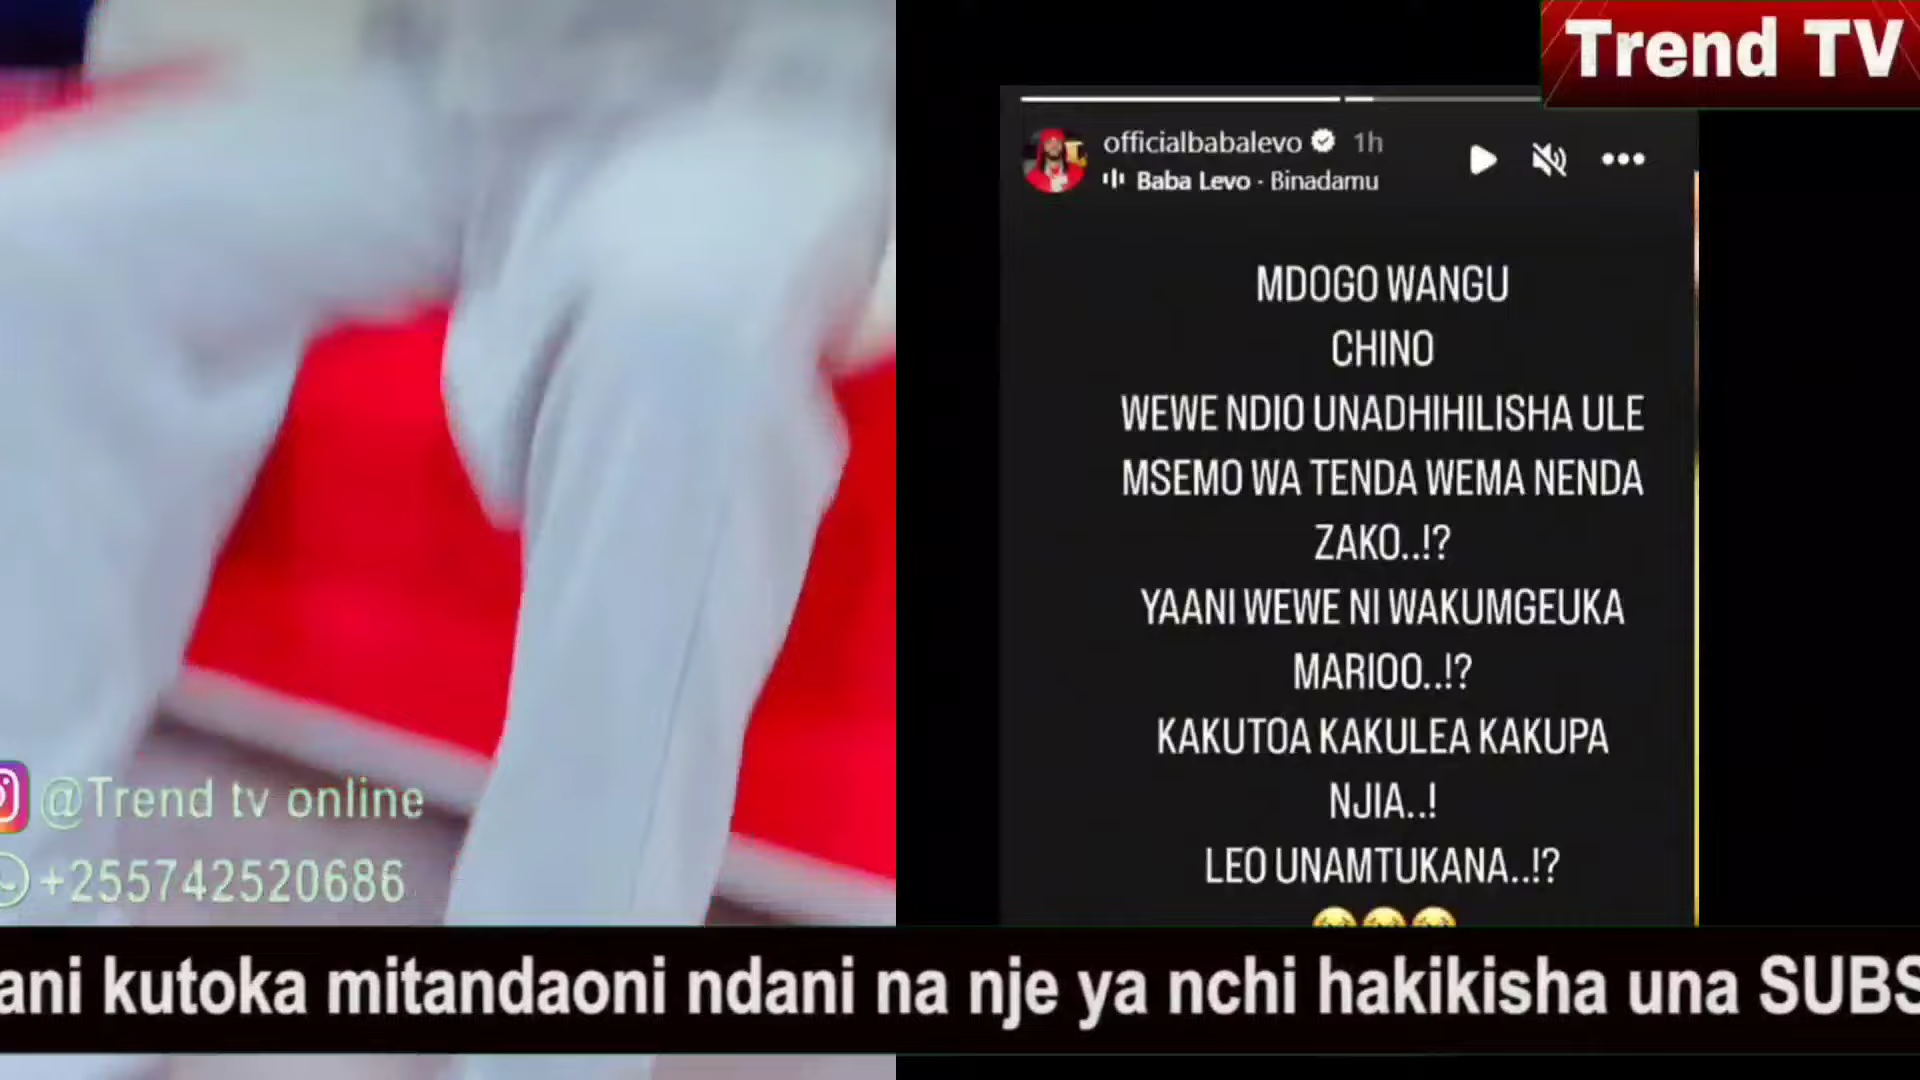 Trend TV
officialbabalevo 1h
Baba Levo · Binadamu
MDOGO WANGU
CHINO
WEWE NDIO UNADHIHILISHA ULE
MSEMO WA TENDA WEMA NENDA
ZAKO..!?
YAANI WEWE NI WAKUMGEUKA
MARIOO..!?
KAKUTOA KAKULEA KAKUPA
NJIA..!
LEO UNAMTUKANA..!?
@Trend tv online
+255742520686
ani kutoka mitandaoni ndani na nje ya nchi hakikisha una SUBS